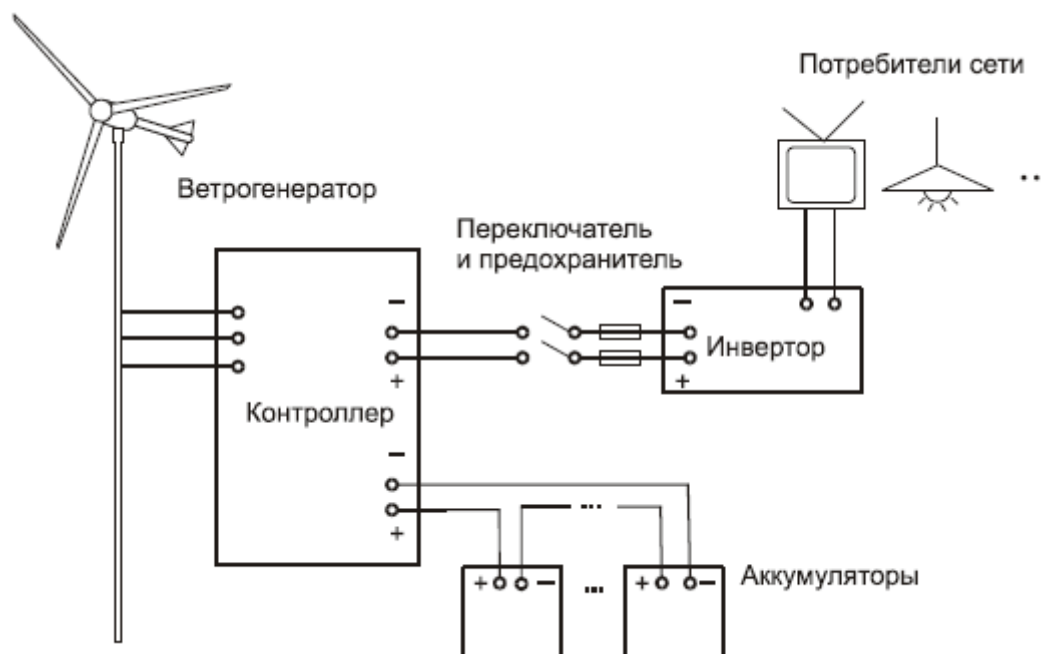 Потребители сети
Ветрогенератор
Переключатель
и предохранитель
Инвертор
Контроллер
Аккумуляторы